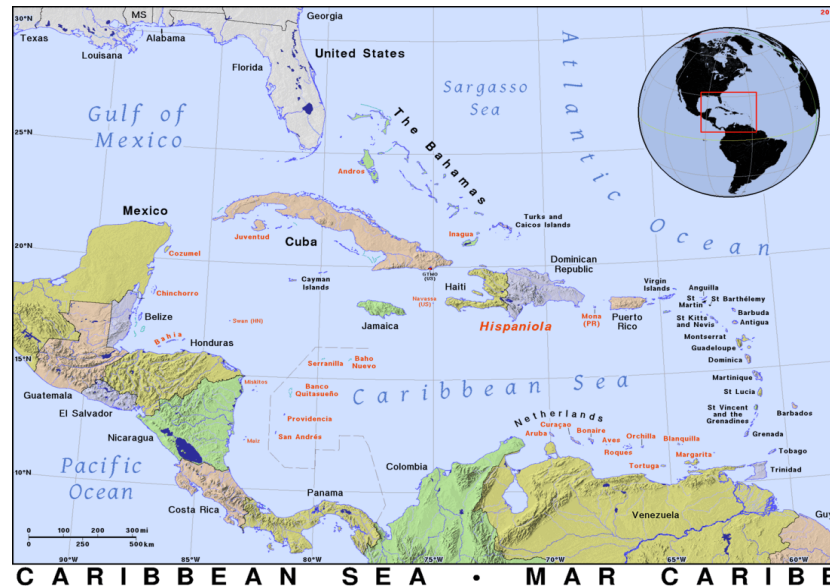 30°N
MS
Georgia
20
Texas
Alabama
Louisiana
Florida
United States
Gulf of
Mexico
Sargasso
Sea
Atlantic Ocean
25°N
The Bahamas
Andros
Mexico
Turks and
Caicos Islands
Juventud
Cuba
Inagua
20°N
Cozumel
GTMO
(US)
Dominican
Republic
Cayman
Islands
Haiti
Virgin
Islands
Anguilla
St
Martin
St Barthélemy
Chinchorro
Navassa
(US)
Barbuda
Belize
Swan (HN)
Jamaica
Hispaniola
Mona
(PR)
Puerto
Rico
St Kitts
and Nevis
Antigua
Bahia
Honduras
Montserrat
Guadeloupe
15°N
Serranilla
Baho
Nuevo
Dominica
Guatemala
Miskitos
Banco
Quitasueño
Caribbean Sea
Martinique
El Salvador
St Lucia
Providencia
Netherlands
St Vincent
and the
Grenadines
Barbados
Nicaragua
Maíz
San Andrés
Aruba
Curaçao
Bonaire
Aves
Roques
Orchilla
Blanquilla
Grenada
Pacific
Ocean
Colombia
Tortuga
Margarita
Tobago
10°N
Trinidad
Costa Rica
Panama
Venezuela
Guy
0 100 200 300 mi
0 250 500 km
90°W
85°W
80°W
75°W
70°W
65°W
60°W
CARIBBEAN SEA • MAR CARIBE